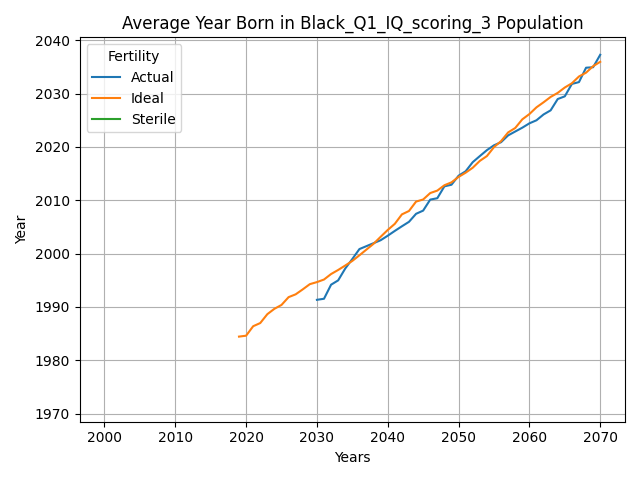 Average Year Born in Black_Q1_IQ_scoring_3 Population
2040
2030
2020
2010
2000
1990
1980
1970
Year
Fertility
Actual
Ideal
Sterile
2000 2010 2020 2030 2040 2050 2060 2070
Years